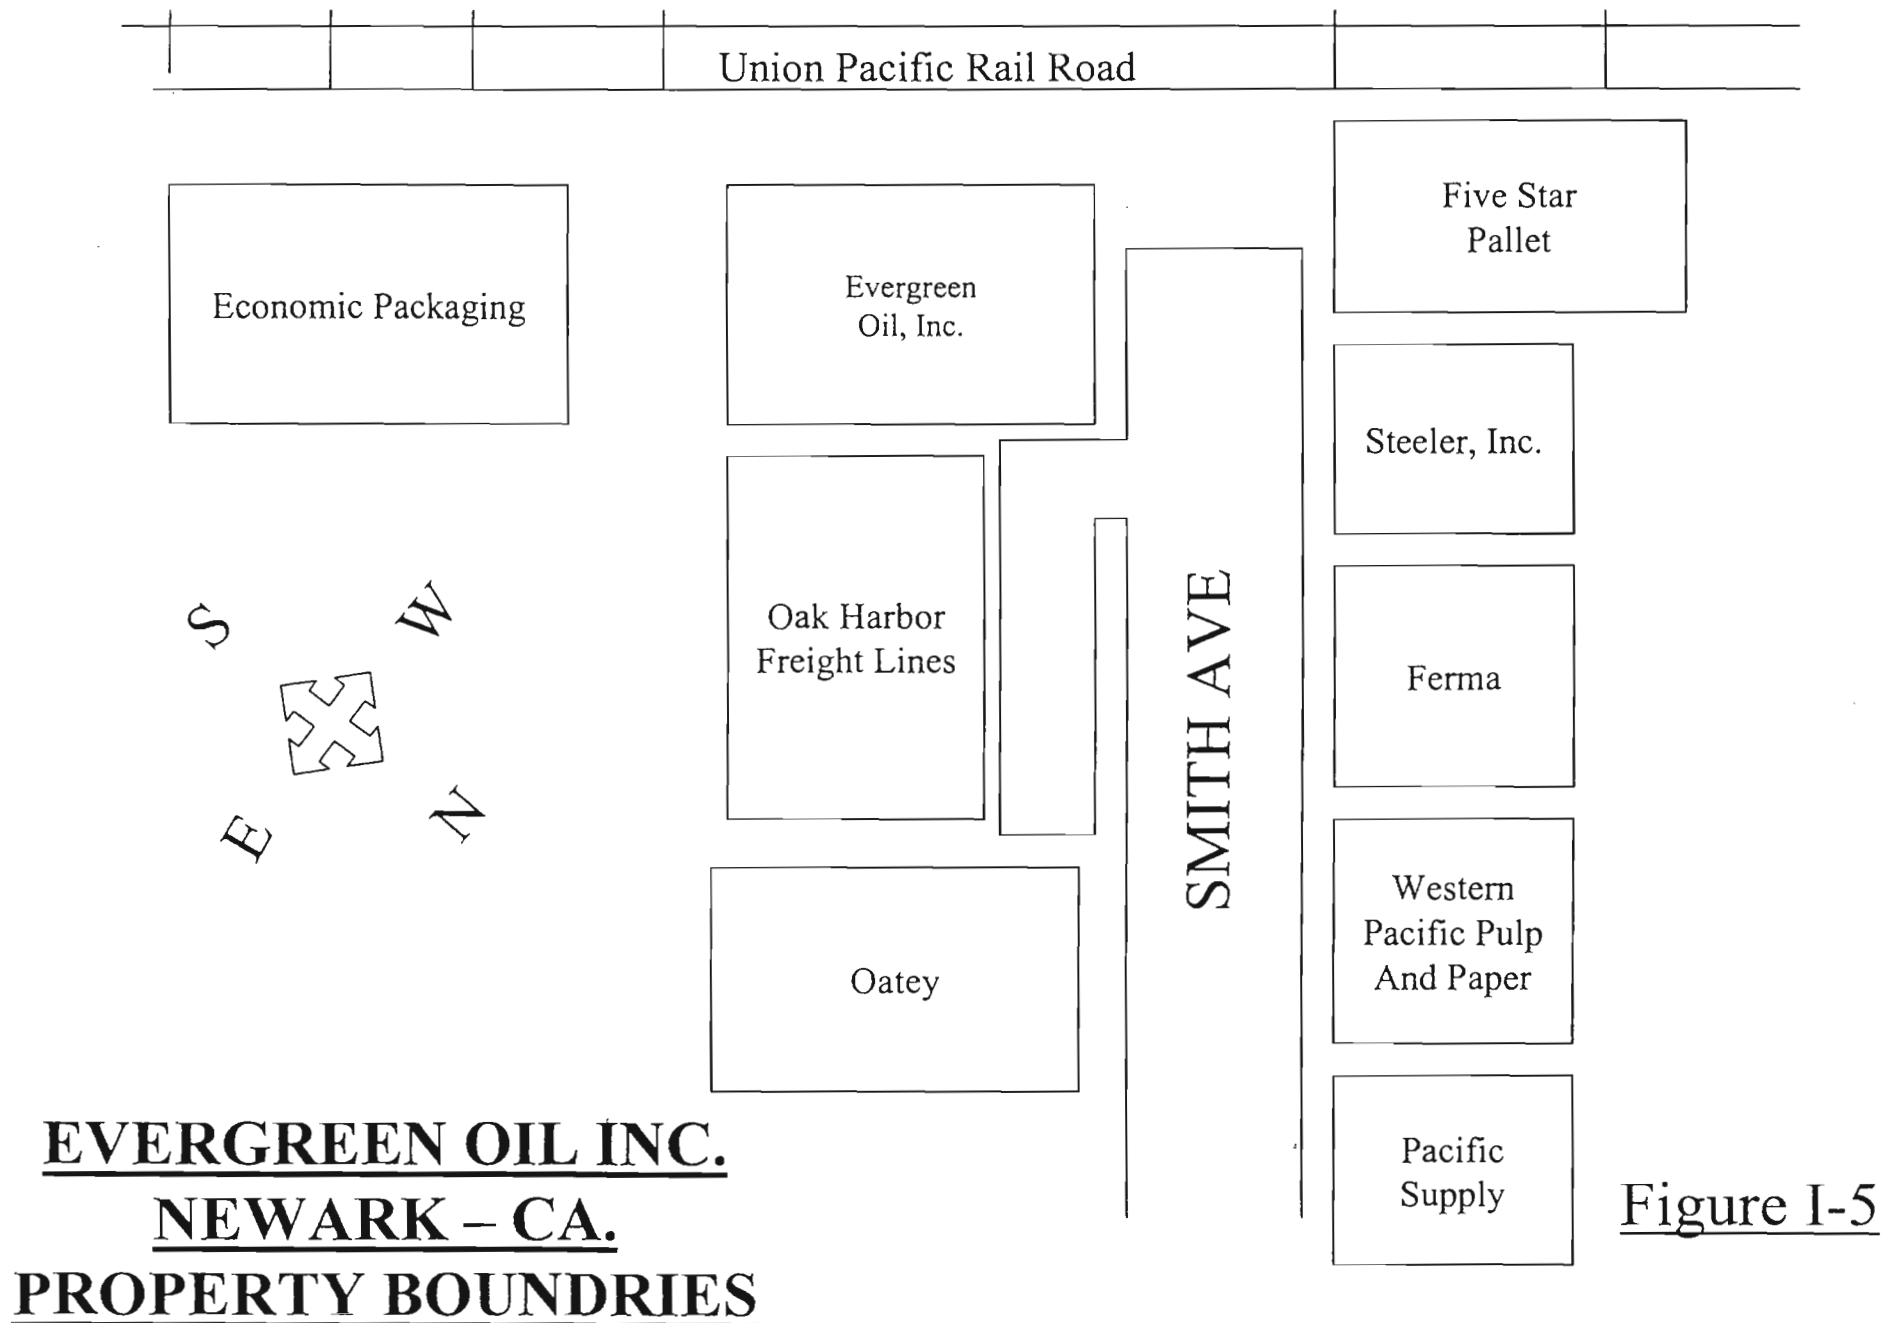 Union Pacific Rail Road
Five Star
Pallet
Economic Packaging
Evergreen
Oil, Inc.
Steeler, Inc.
S
W
E
N
Oak Harbor
Freight Lines
SMITH AVE
Ferma
Western
Pacific Pulp
And Paper
Oatey
Pacific
Supply
EVERGREEN OIL INC.
NEWARK – CA.
PROPERTY BOUNDRIES
Figure I-5